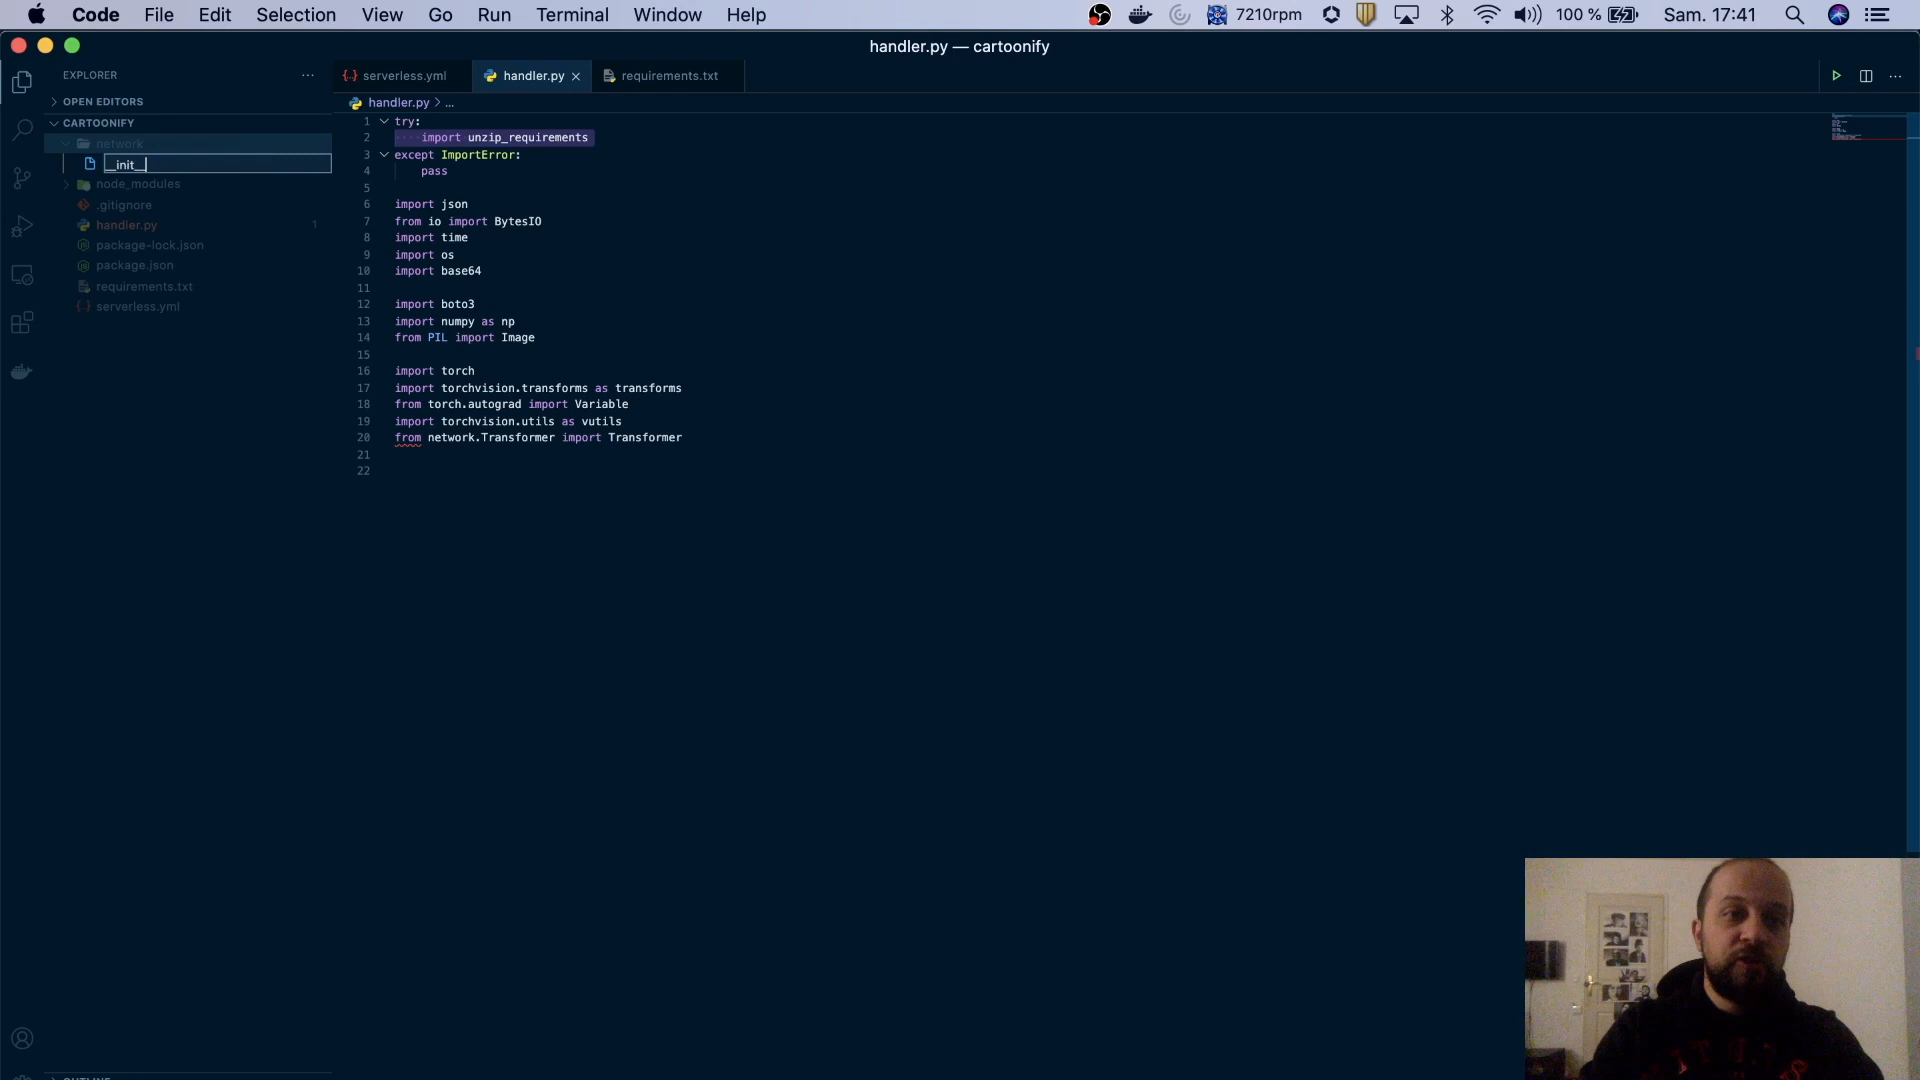 Code File Edit Selection View Go Run Terminal Window Help 7210rpm 100 % Sam. 17:41
handler.py — cartoonify
EXPLORER
OPEN EDITORS
CARTOONIFY
network
__init__
node_modules
.gitignore
handler.py 1
package-lock.json
package.json
requirements.txt
serverless.yml
serverless.yml handler.py requirements.txt
handler.py > ...
1 try:
2 import unzip_requirements
3 except ImportError:
4 pass
5
6 import json
7 from io import BytesIO
8 import time
9 import os
10 import base64
11
12 import boto3
13 import numpy as np
14 from PIL import Image
15
16 import torch
17 import torchvision.transforms as transforms
18 from torch.autograd import Variable
19 import torchvision.utils as vutils
20 from network.Transformer import Transformer
21
22